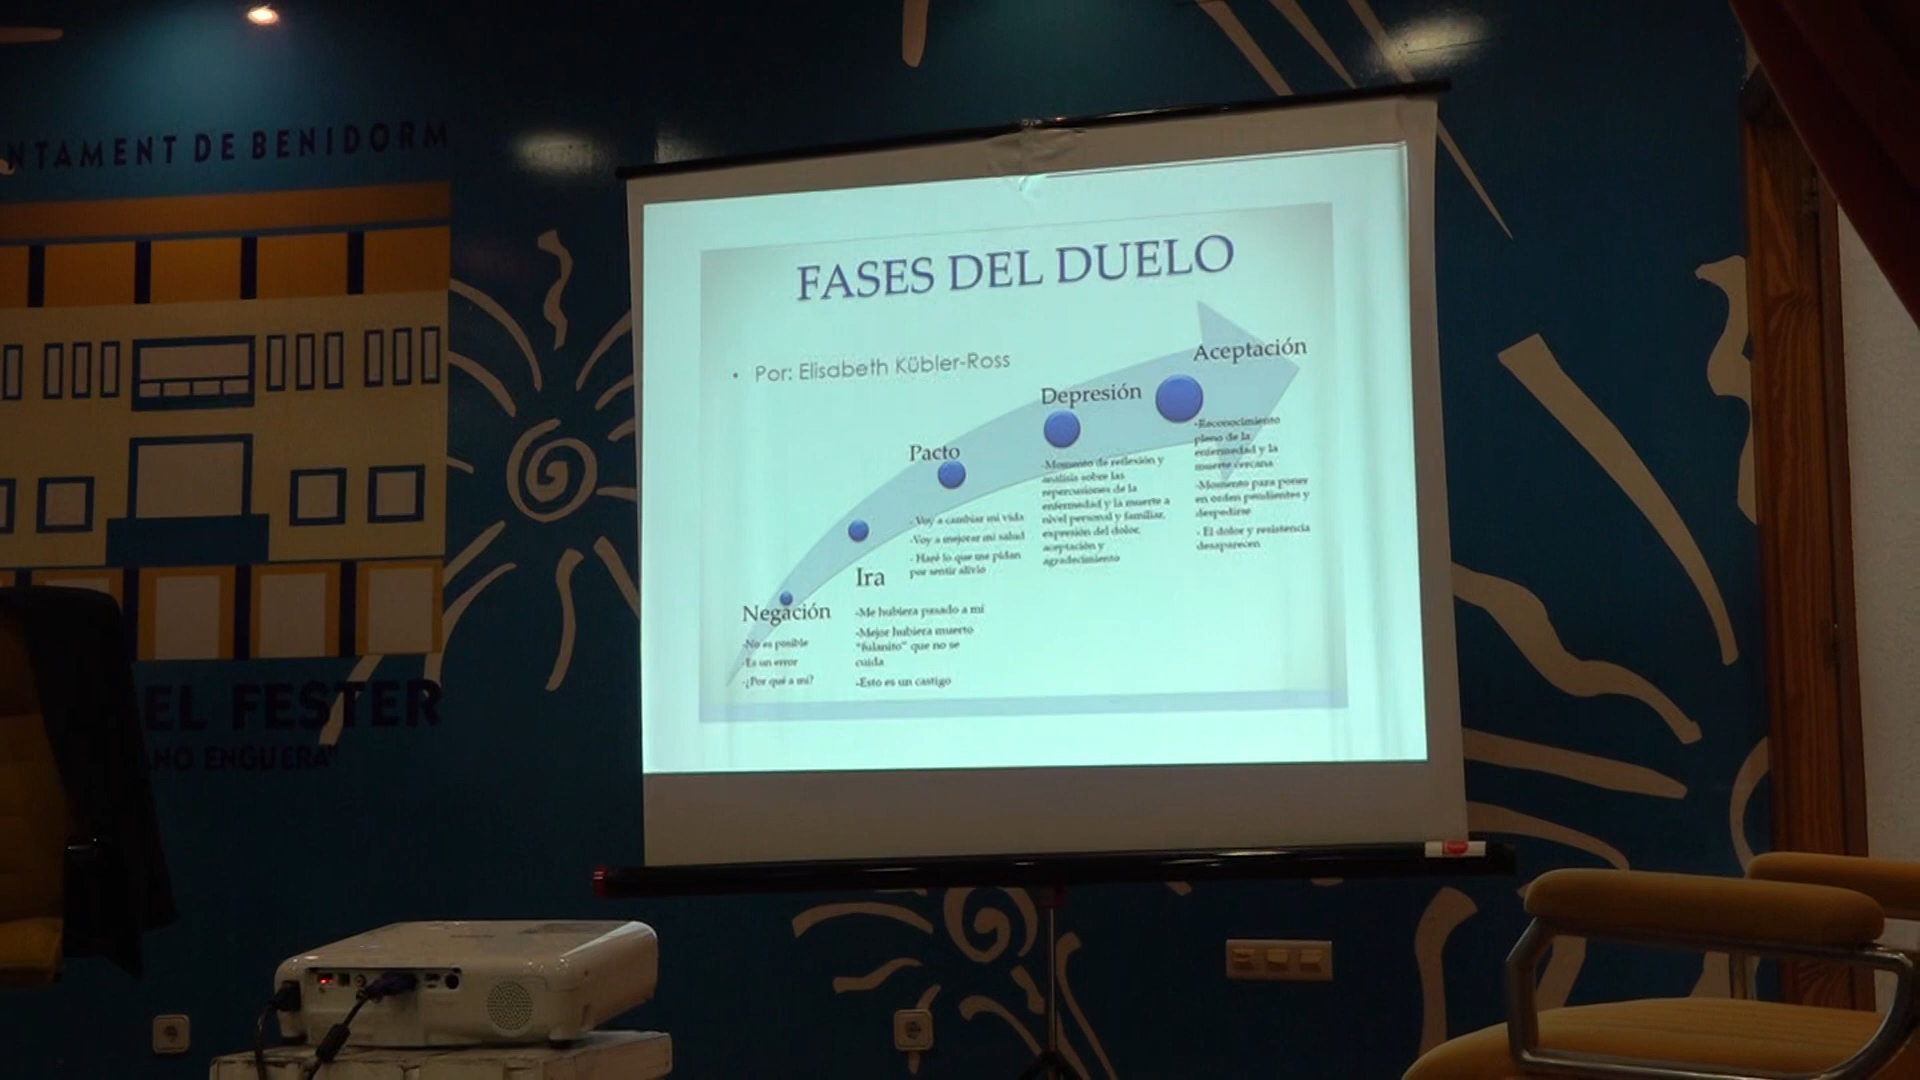 NTAMENT DE BENIDORM
EL FESTER
NO ENGUERA"
FASES DEL DUELO
• Por: Elisabeth Kübler-Ross
Negación
-No es posible
-Es un error
-¿Por qué a mí?
Ira
-Me hubiera pasado a mí
-Mejor hubiera muerto
"fulanito" que no se
cuida
-Esto es un castigo
Pacto
-Voy a cambiar mi vida
-Voy a mejorar mi salud
- Haré lo que me pidan
por sentir alivio
Depresión
-Momento de reflexión y
análisis sobre las
repercusiones de la
enfermedad y la muerte a
nivel personal y familiar,
expresión del dolor,
aceptación y
agradecimiento
Aceptación
-Reconocimiento
pleno de la
enfermedad y la
muerte cercana
-Momento para poner
en orden pendientes y
despedirse
- El dolor y resistencia
desaparecen